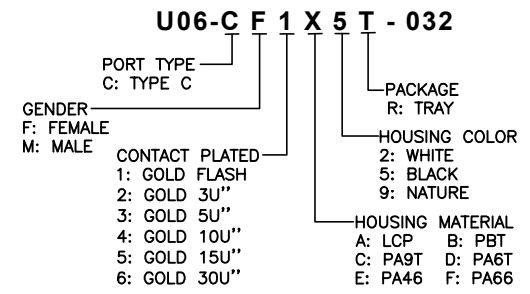 U06-CF1X5T-032
PORT TYPE
C: TYPE C
GENDER
F: FEMALE
M: MALE
CONTACT PLATED
1: GOLD FLASH
2: GOLD 3U"
3: GOLD 5U"
4: GOLD 10U"
5: GOLD 15U"
6: GOLD 30U"
PACKAGE
R: TRAY
HOUSING COLOR
2: WHITE
5: BLACK
9: NATURE
HOUSING MATERIAL
A: LCP B: PBT
C: PA9T D: PA6T
E: PA46 F: PA66